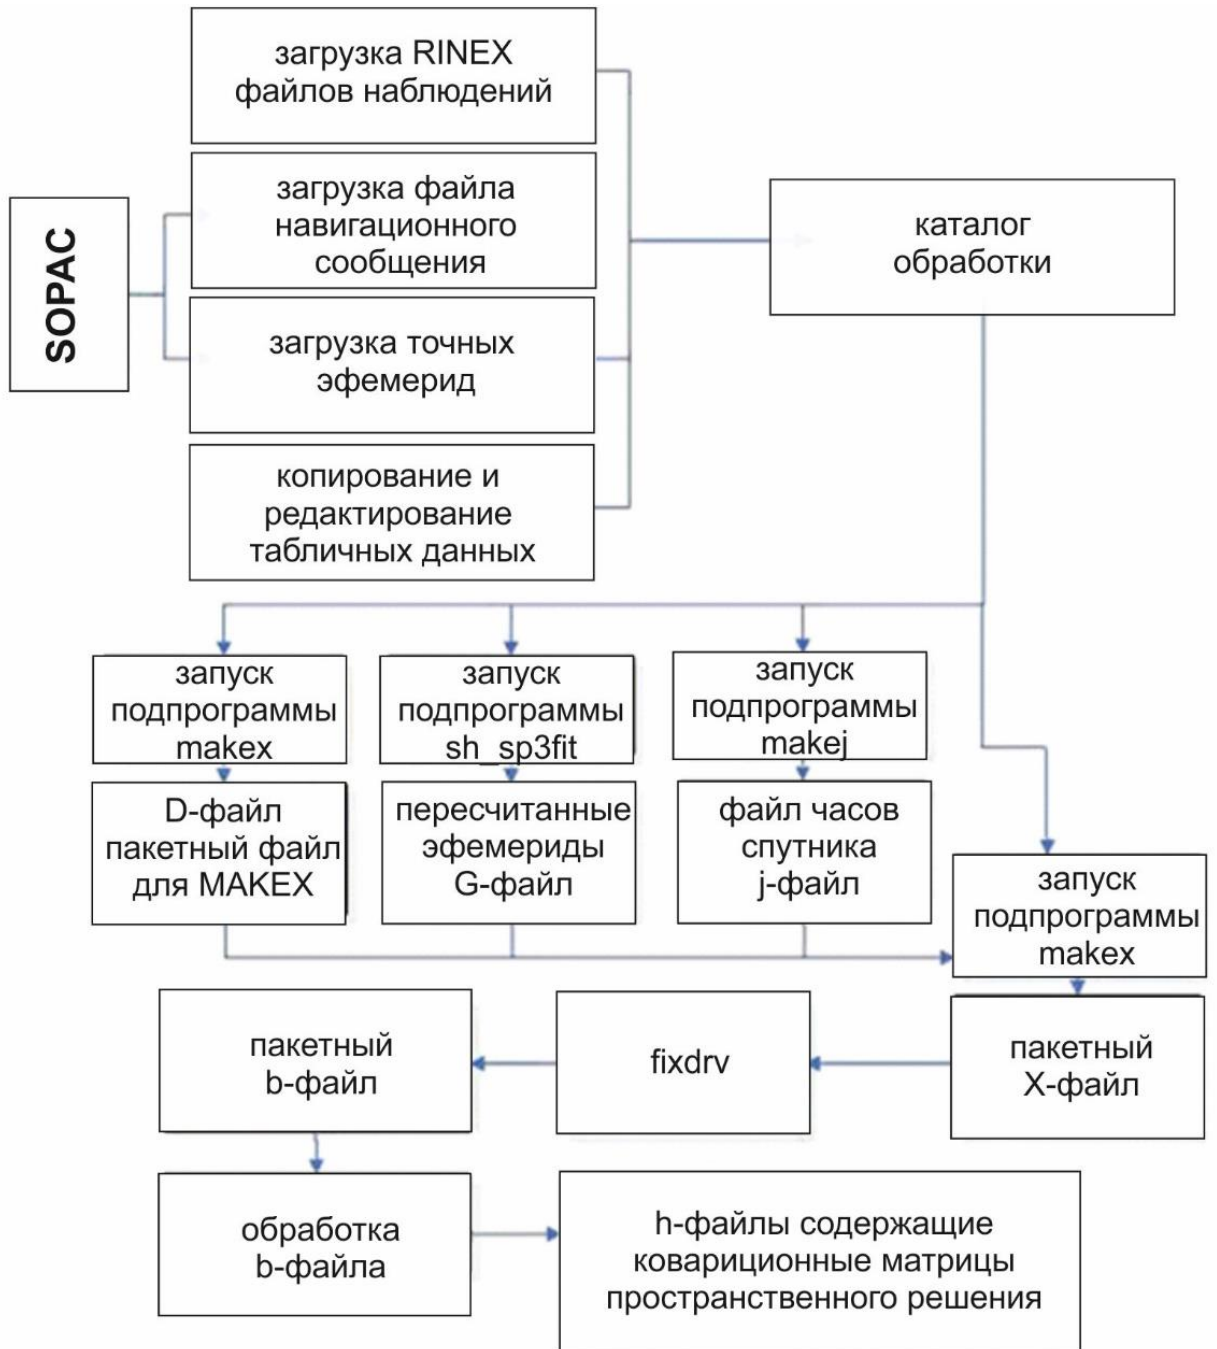 загрузка RINEX
файлов наблюдений
загрузка файла
навигационного
сообщения
SOPAC
каталог
обработки
загрузка точных
эфемерид
копирование и
редактирование
табличных данных
запуск
подпрограммы
makex
запуск
подпрограммы
sh_sp3fit
запуск
подпрограммы
makej
D-файл
пакетный файл
для MAKEX
пересчитанные
эфемериды
G-файл
файл часов
спутника
j-файл
запуск
подпрограммы
makex
пакетный
b-файл
fixdrv
пакетный
X-файл
обработка
b-файла
h-файлы содержащие
ковариционные матрицы
пространственного решения